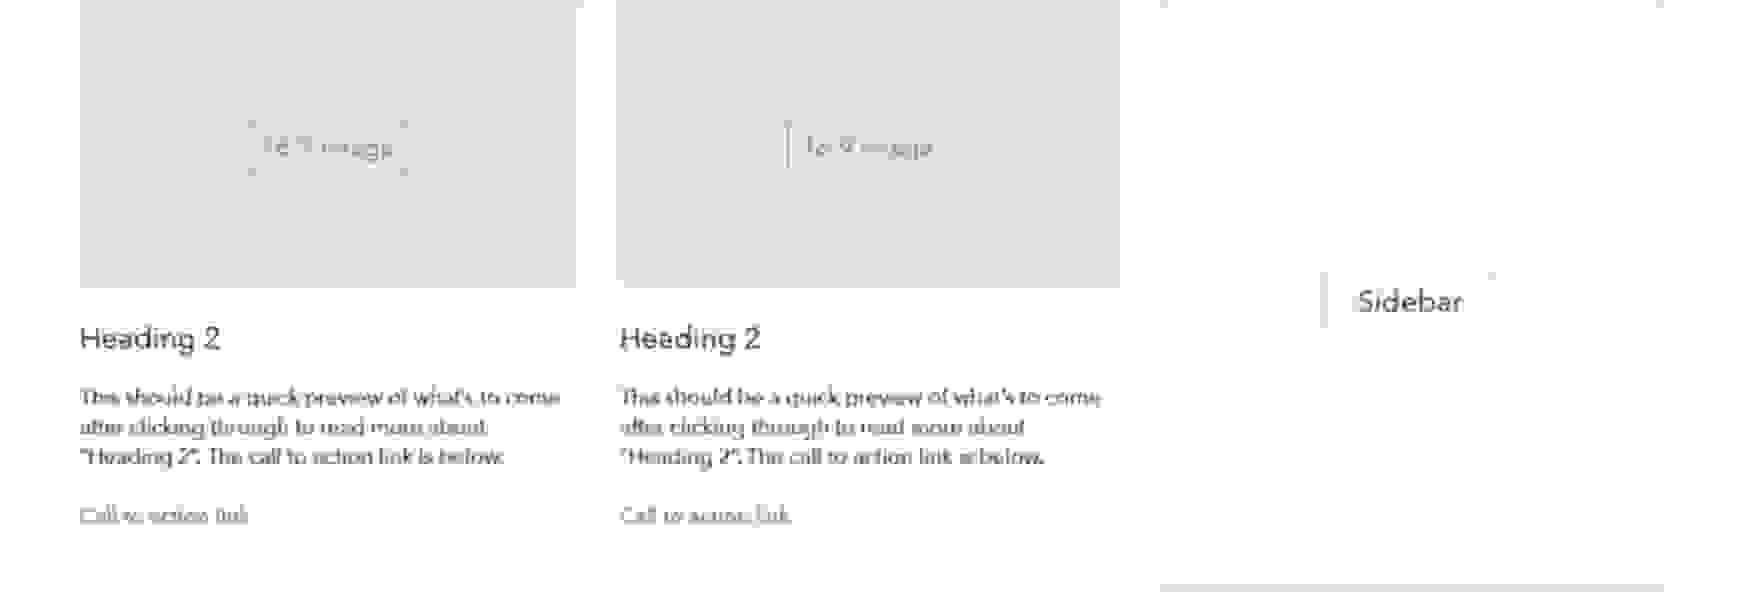 16:9 image
16:9 image
Heading 2
This should be a quick preview of what's to come
after clicking through to read more about
"Heading 2". The call to action link is below.
Call to action link
Heading 2
This should be a quick preview of what's to come
after clicking through to read more about
"Heading 2". The call to action link is below.
Call to action link
Sidebar